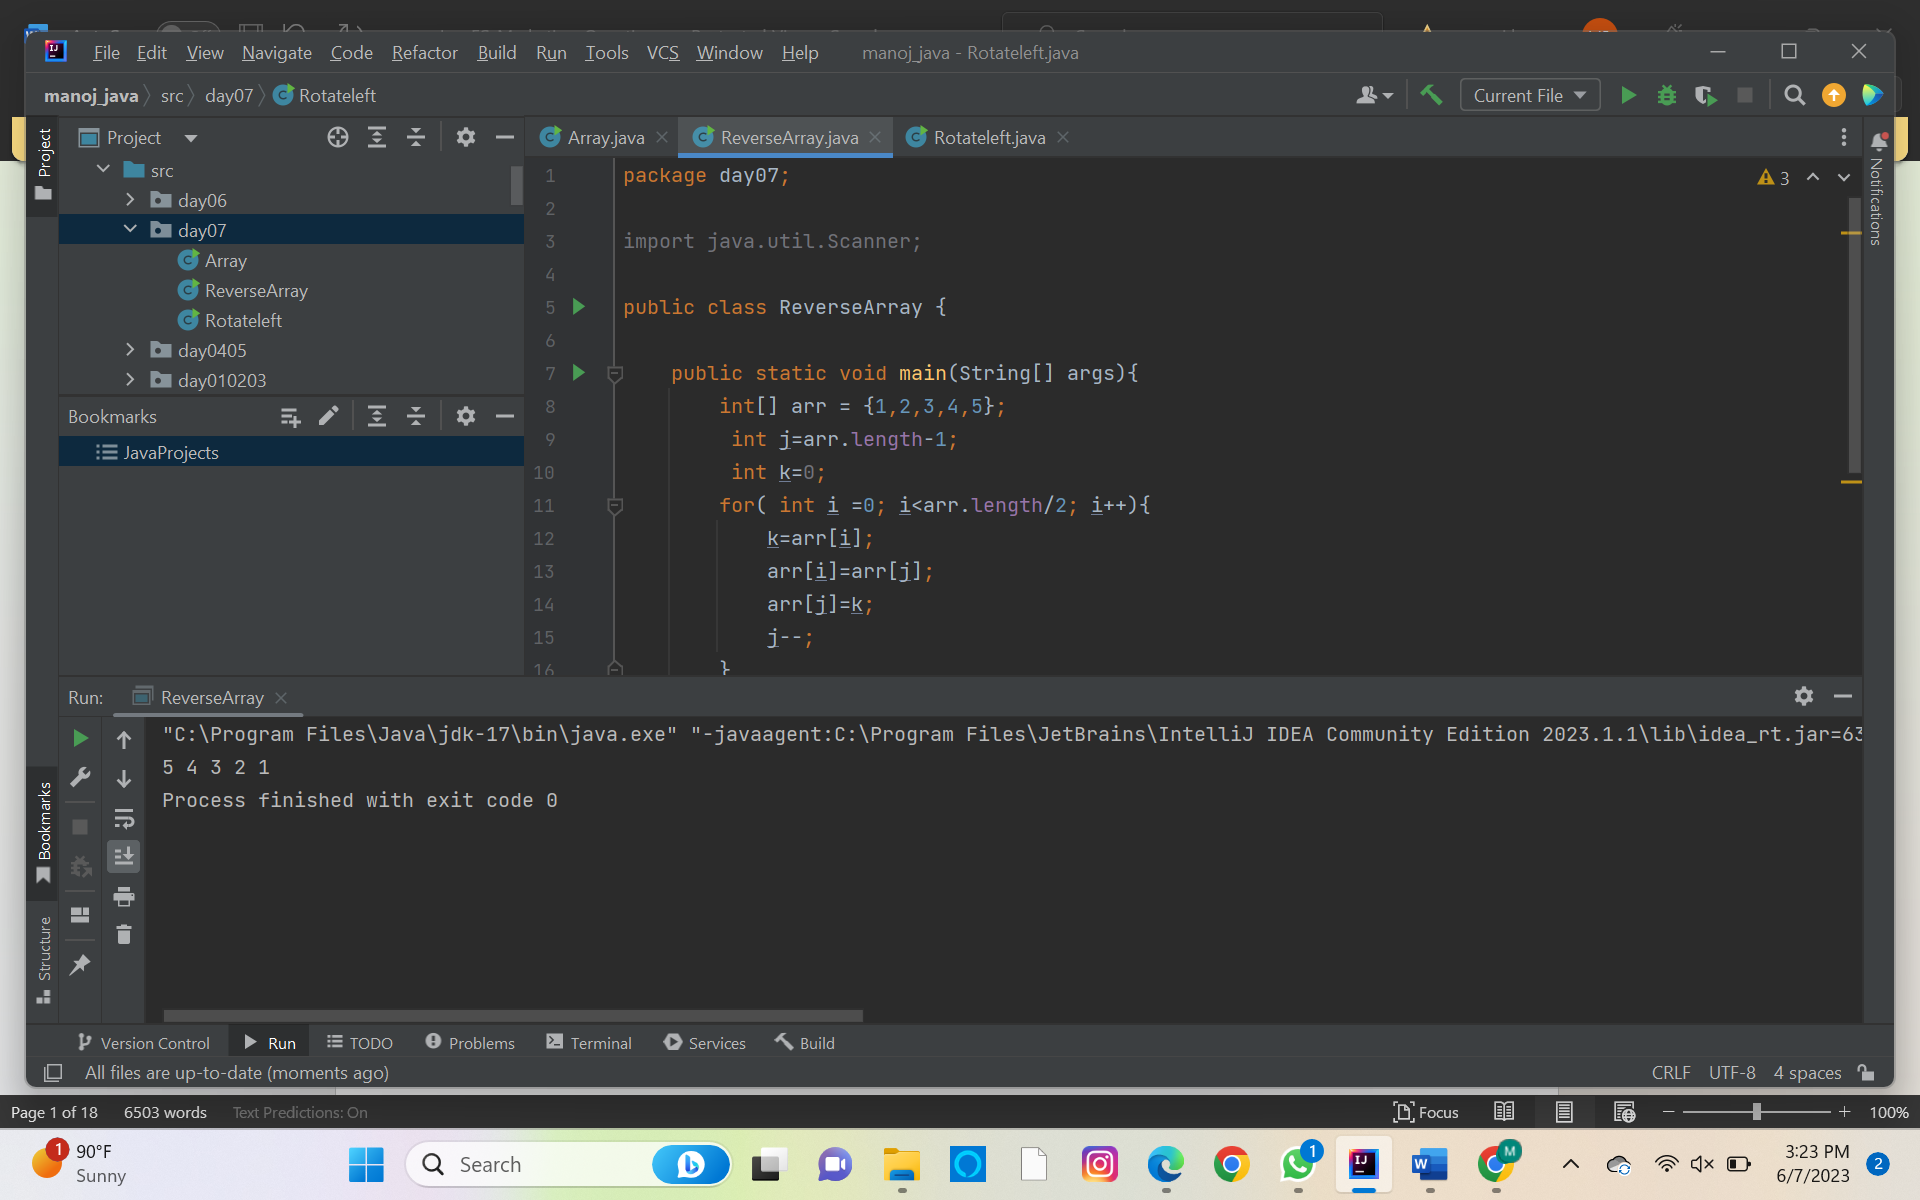 File Edit View Navigate Code Refactor Build Run Tools VCS Window Help manoj_java - Rotateleft.java
manoj_java src day07 Rotateleft
Current File
Project
Project
src
day06
day07
Array
ReverseArray
Rotateleft
day0405
day010203
Bookmarks
JavaProjects
Array.java ReverseArray.java Rotateleft.java
3
Notifications
1 package day07;
2
3 import java.util.Scanner;
4
5 public class ReverseArray {
6
7 public static void main(String[] args){
8 int[] arr = {1,2,3,4,5};
9 int j=arr.length-1;
10 int k=0;
11 for( int i =0; i<arr.length/2; i++){
12 k=arr[i];
13 arr[i]=arr[j];
14 arr[j]=k;
15 j--;
16 }
Run: ReverseArray
"C:\Program Files\Java\jdk-17\bin\java.exe" "-javaagent:C:\Program Files\JetBrains\IntelliJ IDEA Community Edition 2023.1.1\lib\idea_rt.jar=63
5 4 3 2 1
Process finished with exit code 0
Bookmarks
Structure
Version Control Run TODO Problems Terminal Services Build
All files are up-to-date (moments ago) CRLF UTF-8 4 spaces
Page 1 of 18 6503 words Text Predictions: On Focus 100%
1 90°F
Sunny
Search
1
M
3:23 PM
6/7/2023
2